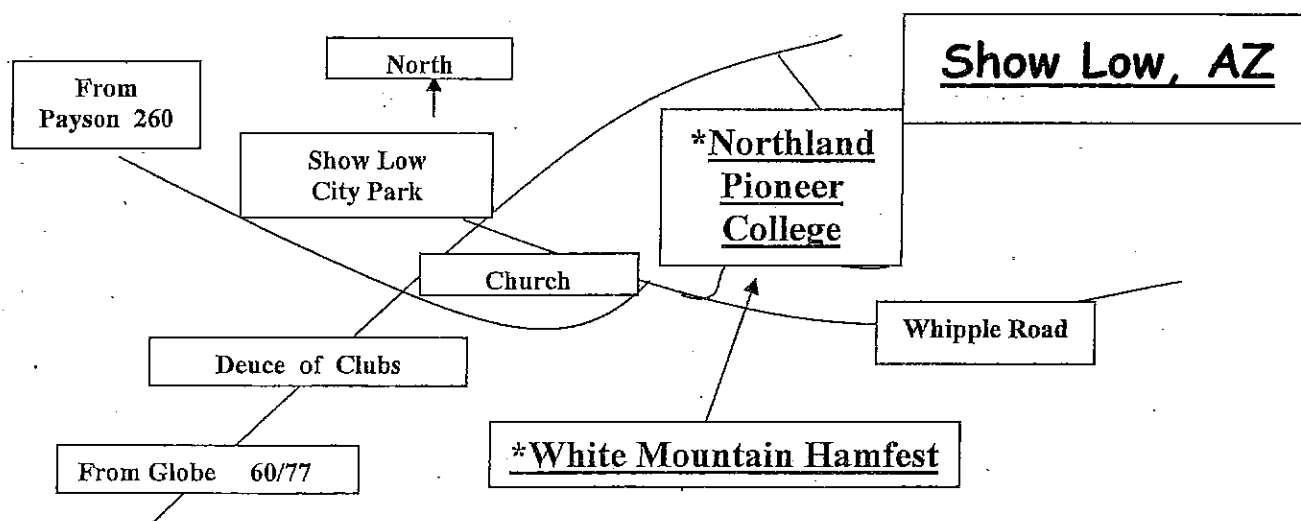 Show Low, AZ
North
From
Payson 260
Show Low
City Park
*Northland
Pioneer
College
Church
Whipple Road
Deuce of Clubs
*White Mountain Hamfest
From Globe 60/77